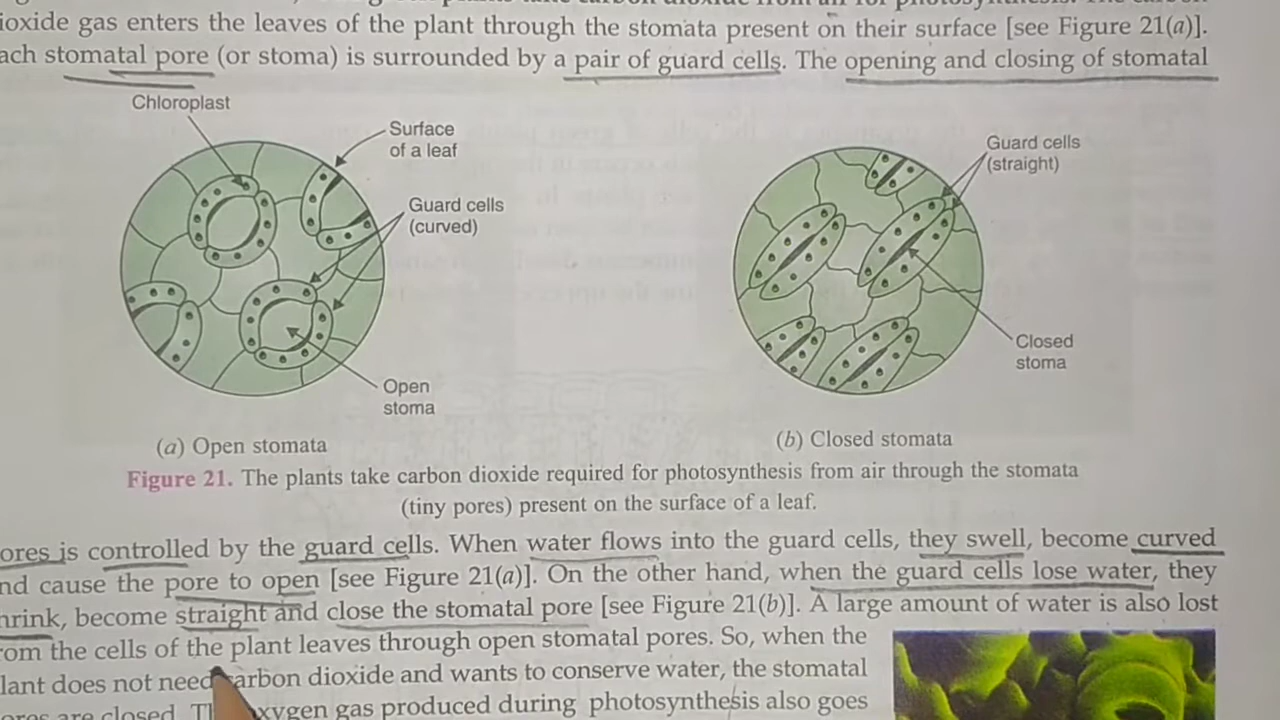 ioxide gas enters the leaves of the plant through the stomata present on their surface [see Figure 21(a)].
ach stomatal pore (or stoma) is surrounded by a pair of guard cells. The opening and closing of stomatal
Chloroplast
Surface
of a leaf
Guard cells
(curved)
Open
stoma
(a) Open stomata
Guard cells
(straight)
Closed
stoma
(b) Closed stomata
Figure 21. The plants take carbon dioxide required for photosynthesis from air through the stomata
(tiny pores) present on the surface of a leaf.
ores is controlled by the guard cells. When water flows into the guard cells, they swell, become curved
nd cause the pore to open [see Figure 21(a)]. On the other hand, when the guard cells lose water, they
hrink, become straight and close the stomatal pore [see Figure 21(b)]. A large amount of water is also lost
rom the cells of the plant leaves through open stomatal pores. So, when the
lant does not need carbon dioxide and wants to conserve water, the stomatal
ores are closed. Th xygen gas produced during photosynthesis also goes